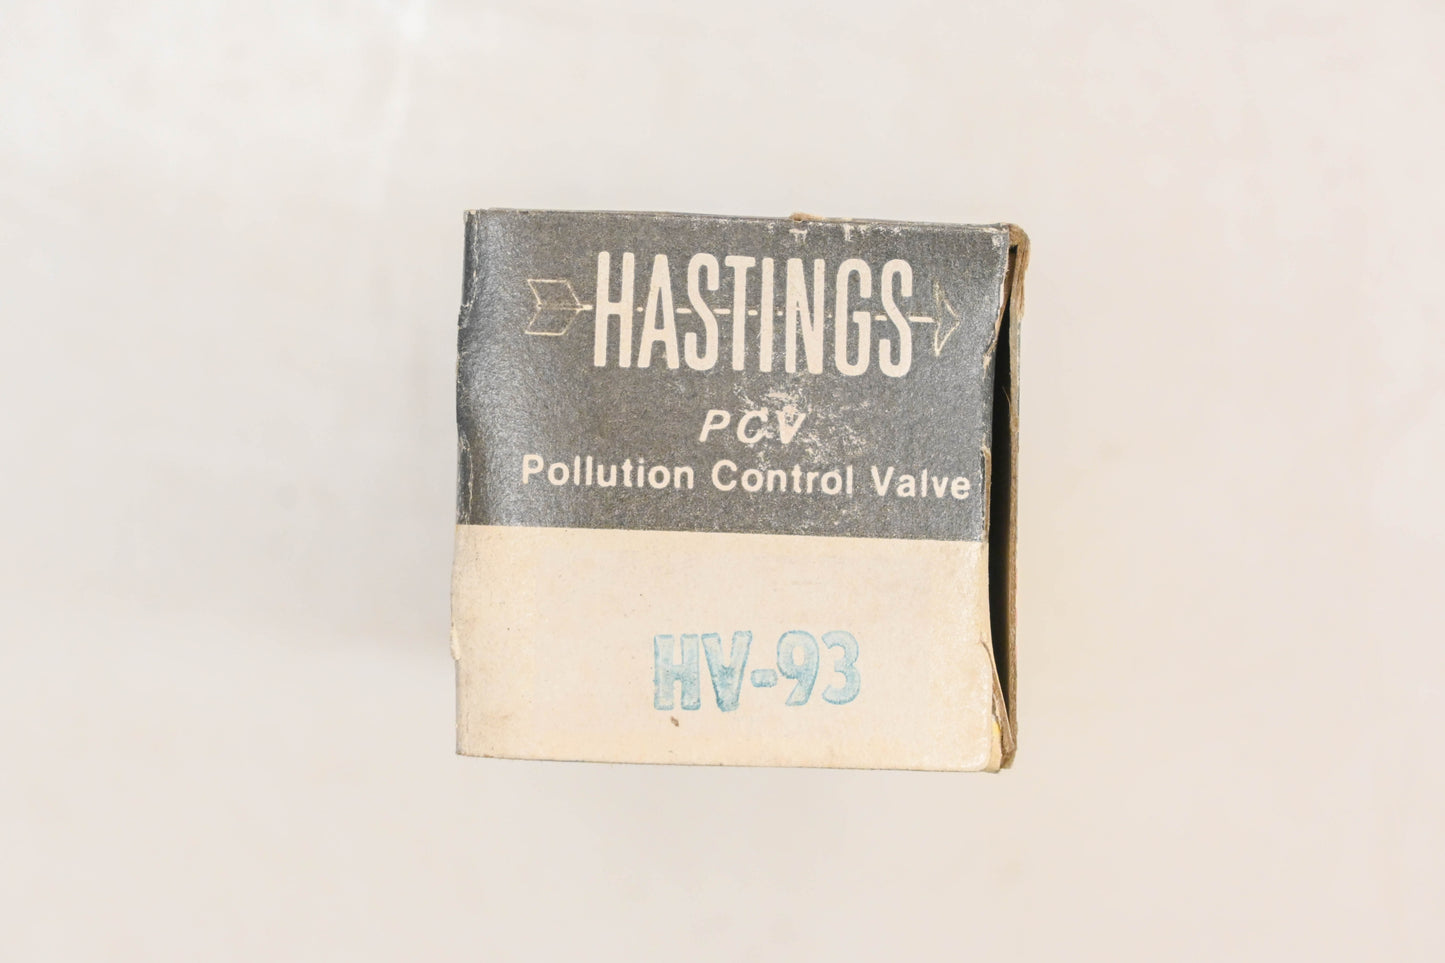 HASTINGS
PCV
Pollution Control Valve
HV-93